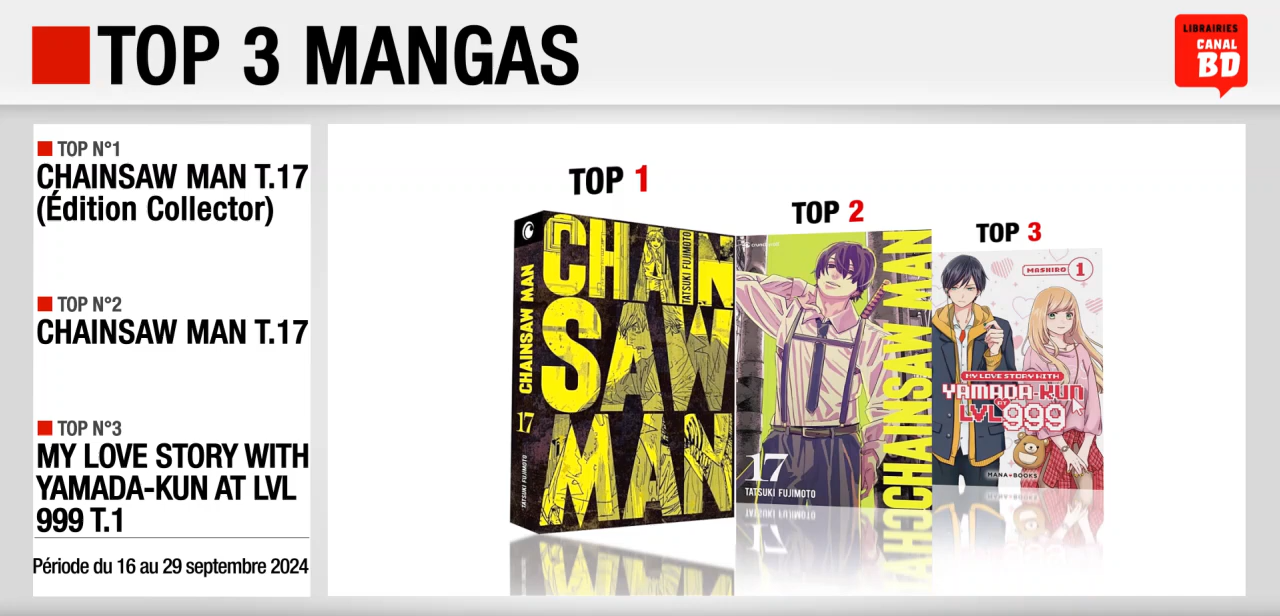 TOP 3 MANGAS
LIBRAIRIES
CANAL
BD
TOP N°1
CHAINSAW MAN T.17
(Édition Collector)
TOP N°2
CHAINSAW MAN T.17
TOP N°3
MY LOVE STORY WITH
YAMADA-KUN AT LVL
999 T.1
Période du 16 au 29 septembre 2024
TOP 1
CHAINSAW MAN
17
TATSUKI FUJIMOTO
CHAIN
SAW
MAN
TATSUKI FUJIMOTO
TOP 2
CHAINSAW MAN
17
TATSUKI FUJIMOTO
TOP 3
MASHIRO 1
MY LOVE STORY WITH
YAMADA-KUN
AT
LVL 999
MANA BOOKS